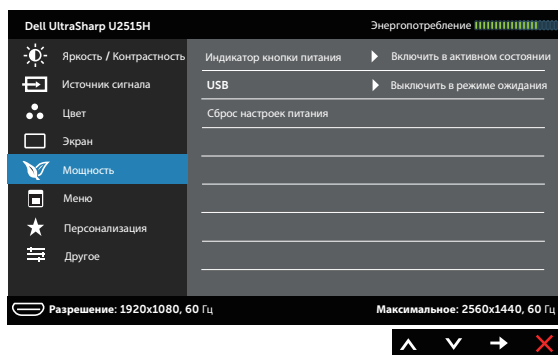 Dell UltraSharp U2515H Энергопотребление
Яркость / Контрастность Индикатор кнопки питания Включить в активном состоянии
Источник сигнала USB Выключить в режиме ожидания
Цвет Сброс настроек питания
Экран
Мощность
Меню
Персонализация
Другое
Разрешение: 1920x1080, 60 Гц Максимальное: 2560x1440, 60 Гц